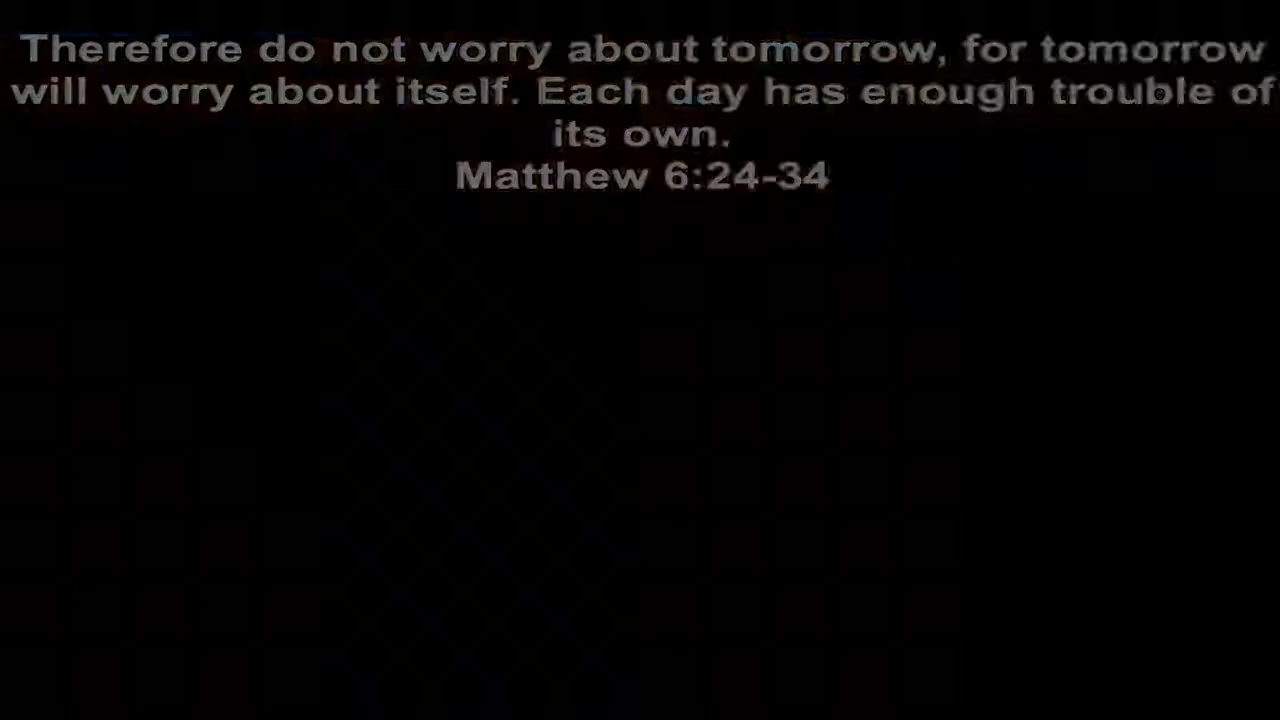 Therefore do not worry about tomorrow, for tomorrow
will worry about itself. Each day has enough trouble of
its own.
Matthew 6:24-34